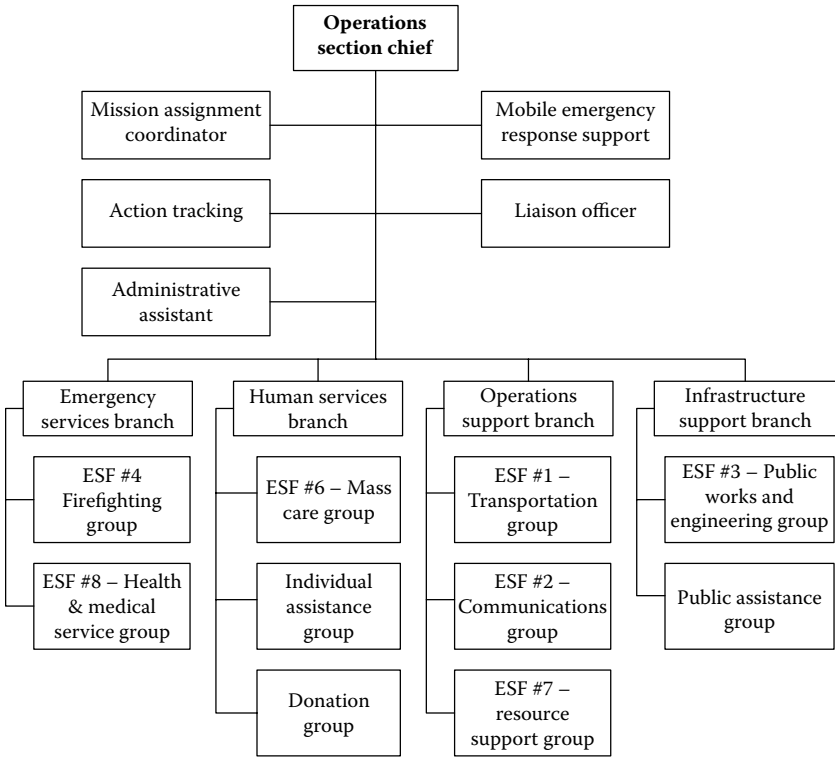 Operations
section chief
Mission assignment
coordinator
Mobile emergency
response support
Action tracking
Liaison officer
Administrative
assistant
Emergency
services branch
Human services
branch
Operations
support branch
Infrastructure
support branch
ESF #4
Firefighting
group
ESF #6 – Mass
care group
ESF #1 –
Transportation
group
ESF #3 – Public
works and
engineering group
ESF #8 – Health
& medical
service group
Individual
assistance
group
ESF #2 –
Communications
group
Public assistance
group
Donation
group
ESF #7 –
resource
support group